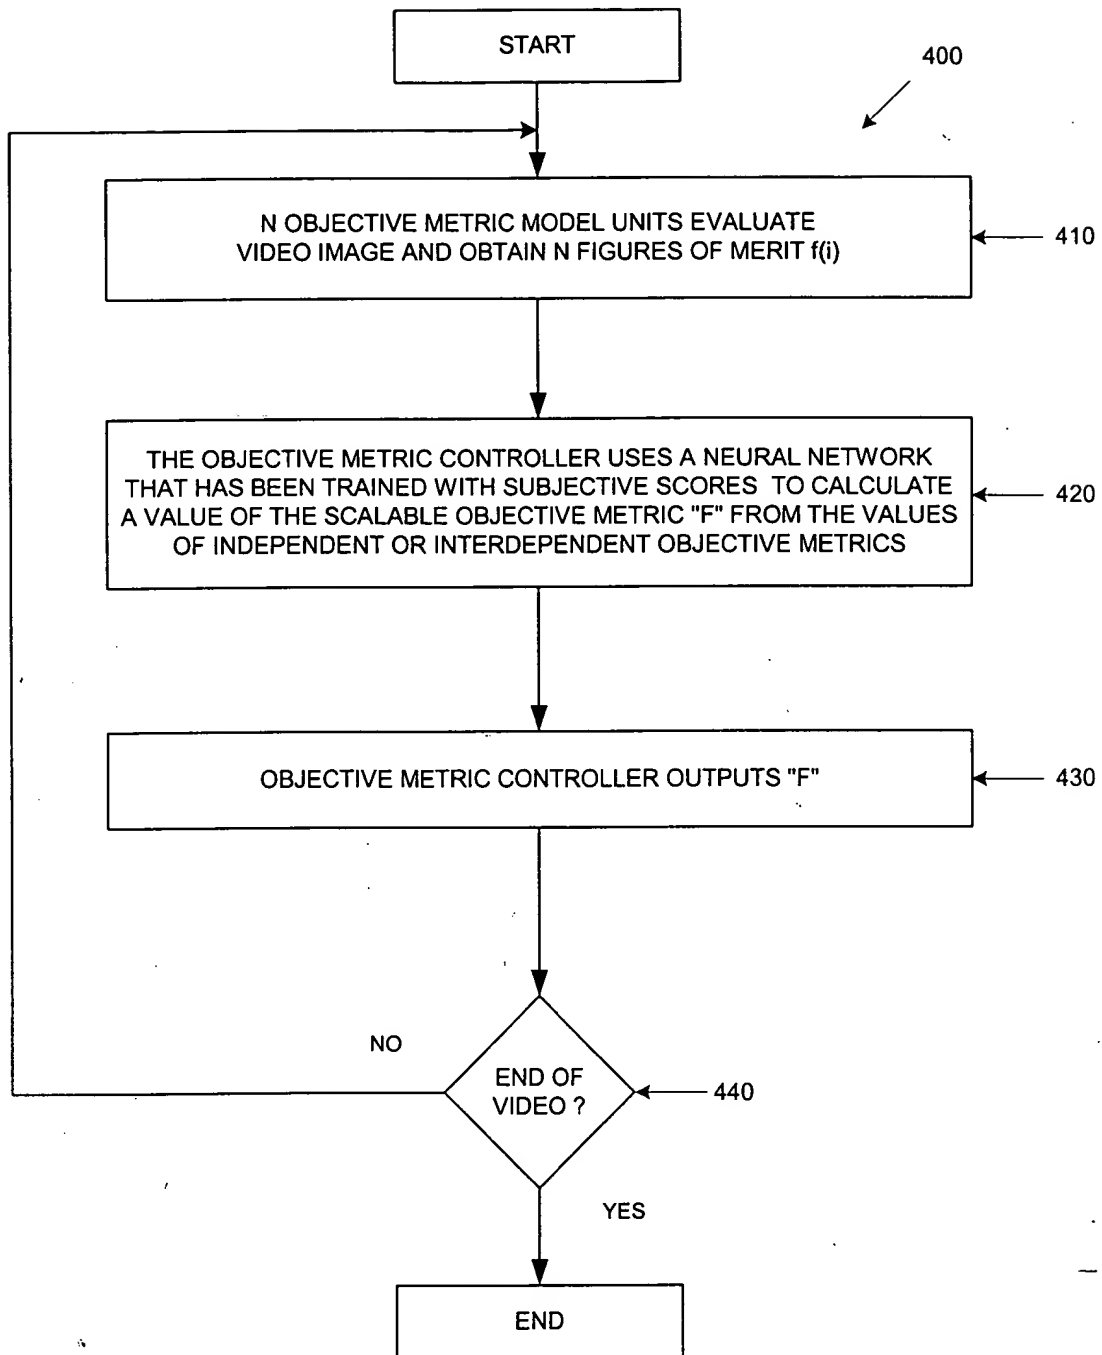 START
400
N OBJECTIVE METRIC MODEL UNITS EVALUATE
VIDEO IMAGE AND OBTAIN N FIGURES OF MERIT f(i)
410
THE OBJECTIVE METRIC CONTROLLER USES A NEURAL NETWORK
THAT HAS BEEN TRAINED WITH SUBJECTIVE SCORES TO CALCULATE
A VALUE OF THE SCALABLE OBJECTIVE METRIC "F" FROM THE VALUES
OF INDEPENDENT OR INTERDEPENDENT OBJECTIVE METRICS
420
OBJECTIVE METRIC CONTROLLER OUTPUTS "F"
430
NO
END OF
VIDEO ?
440
YES
END